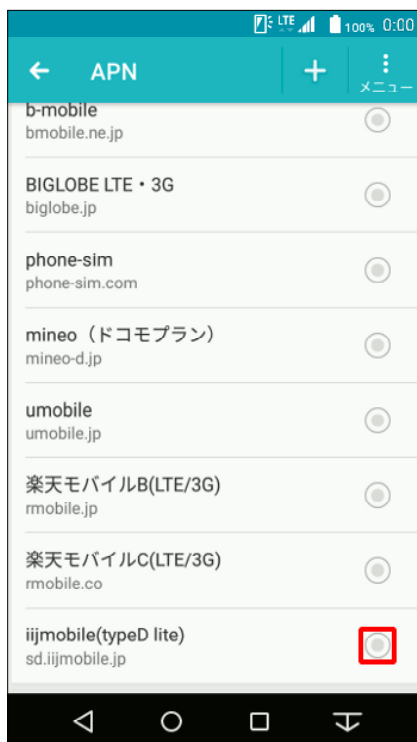 LTE 100% 0:00
APN
メニュー
b-mobile
bmobile.ne.jp
BIGLOBE LTE・3G
biglobe.jp
phone-sim
phone-sim.com
mineo（ドコモプラン）
mineo-d.jp
umobile
umobile.jp
楽天モバイルB(LTE/3G)
rmobile.jp
楽天モバイルC(LTE/3G)
rmobile.co
iijmobile(typeD lite)
sd.iijmobile.jp